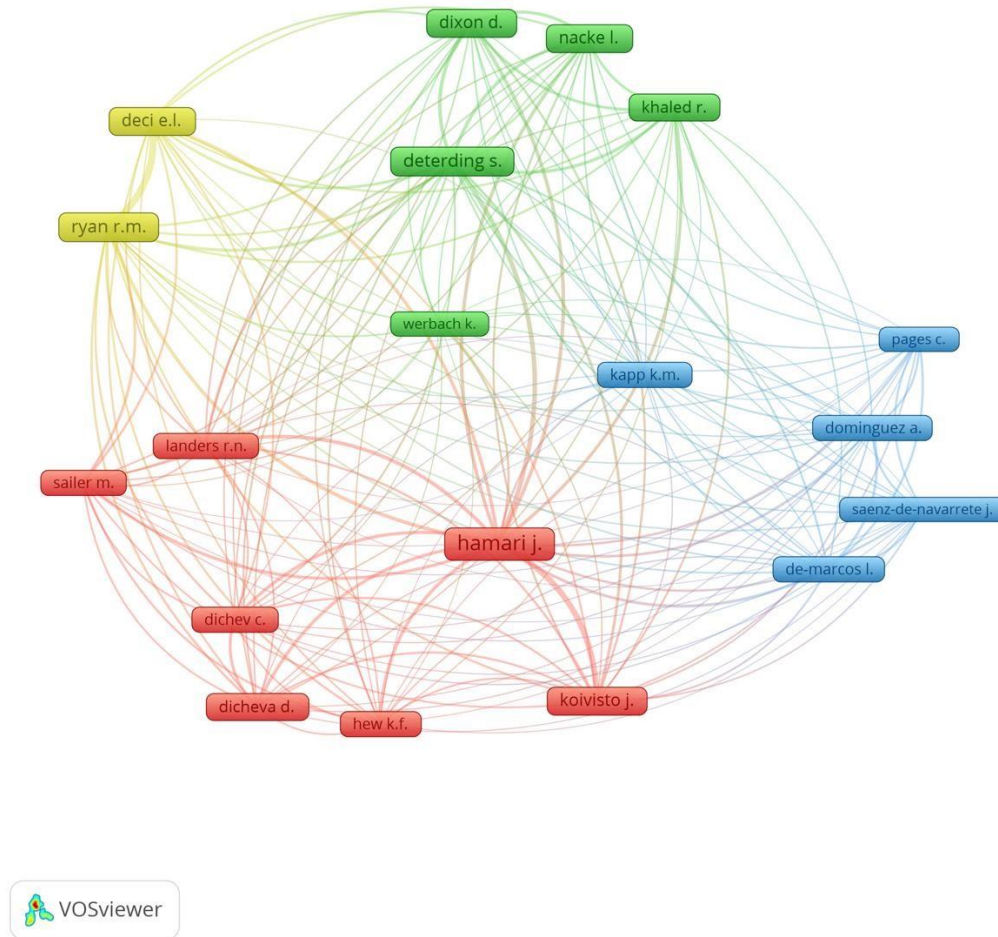 dixon d.
nacke l.
khaled r.
deci e.l.
deterding s.
ryan r.m.
werbach k.
pages c.
kapp k.m.
dominguez a.
landers r.n.
sailer m.
saenz-de-navarrete j.
hamari j.
de-marcos l.
dichev c.
koivisto j.
dicheva d.
hew k.f.
VOSviewer